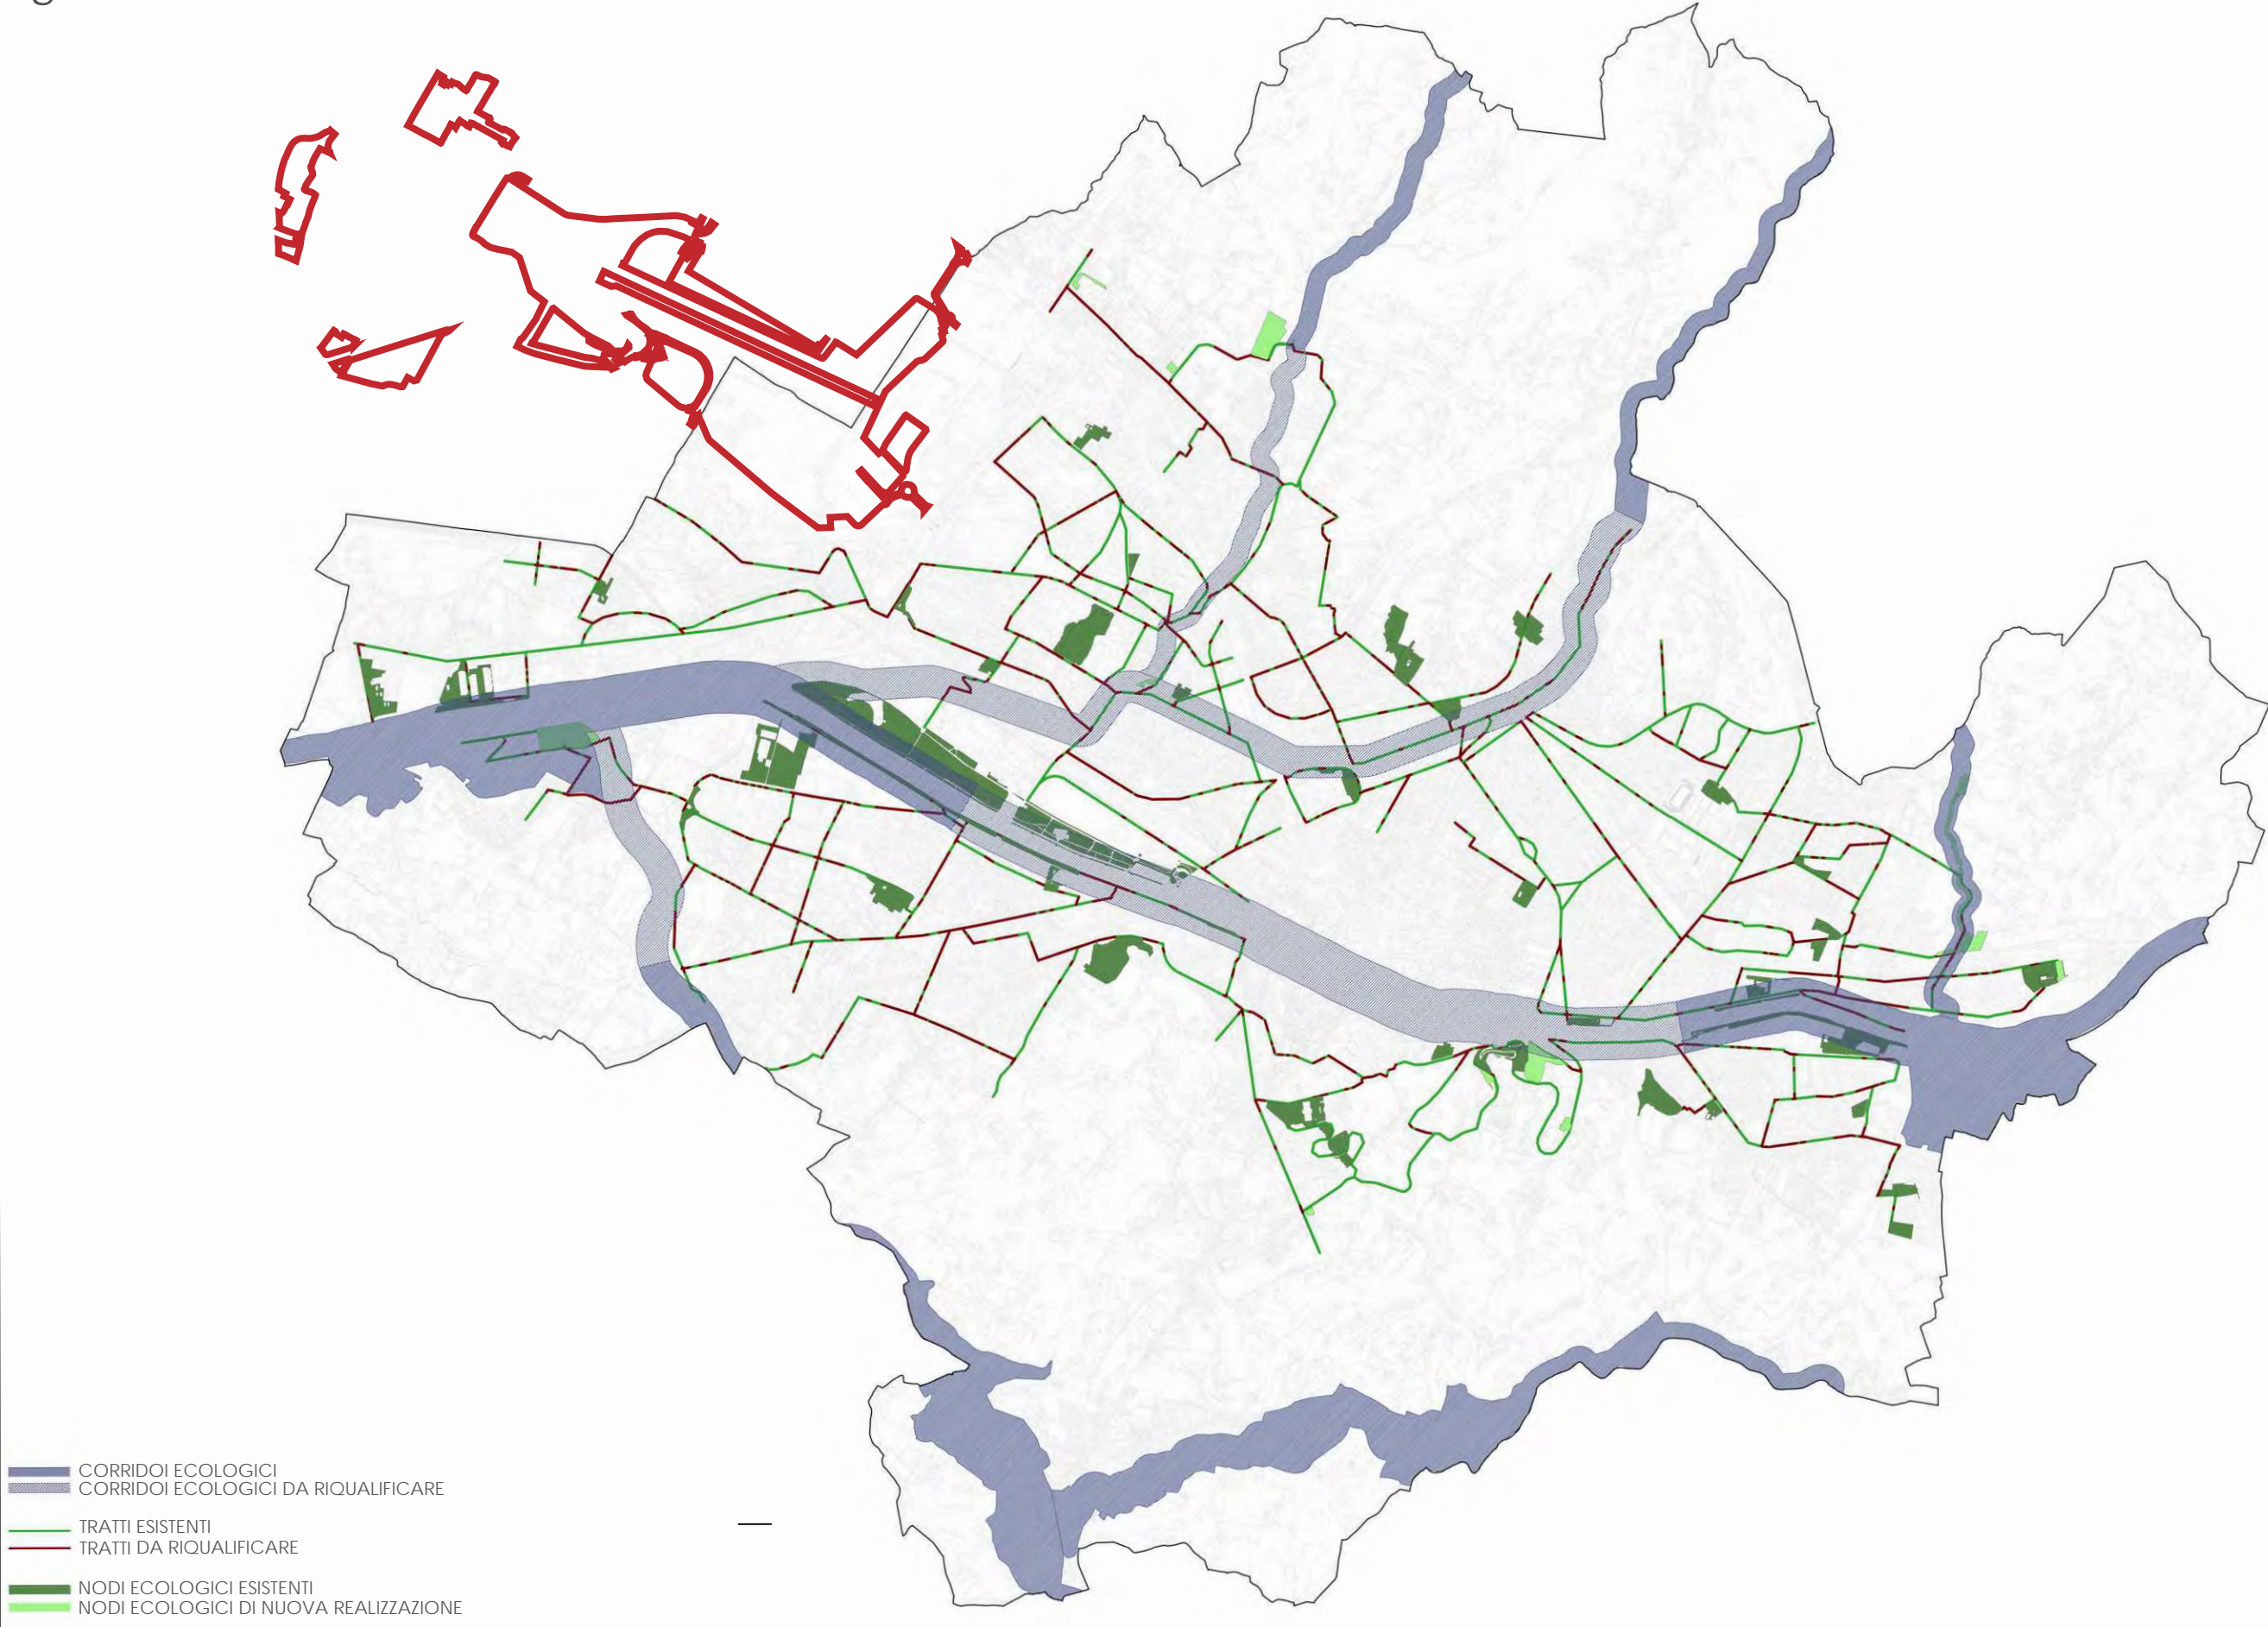 CORRIDOI ECOLOGICI
CORRIDOI ECOLOGICI DA RIQUALIFICARE
TRATTI ESISTENTI
TRATTI DA RIQUALIFICARE
NODI ECOLOGICI ESISTENTI
NODI ECOLOGICI DI NUOVA REALIZZAZIONE